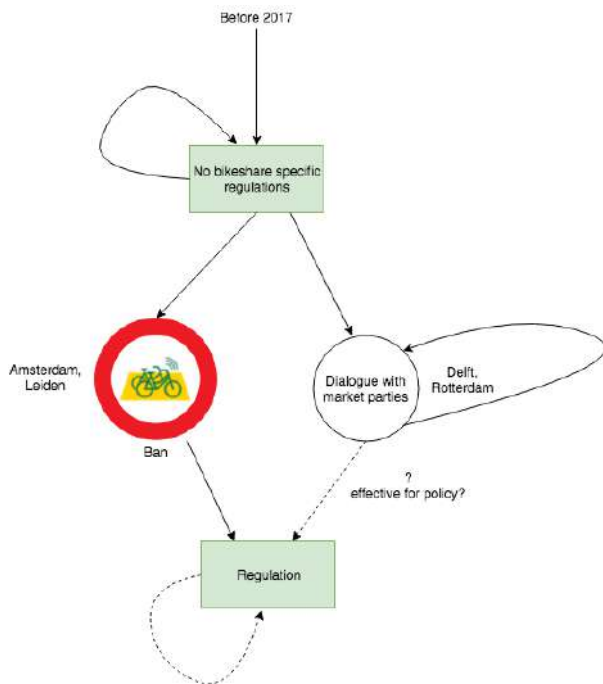 Before 2017
No bikeshare specific
regulations
Amsterdam,
Leiden
Ban
Dialogue with
market parties
Delft,
Rotterdam
?
effective for policy?
Regulation